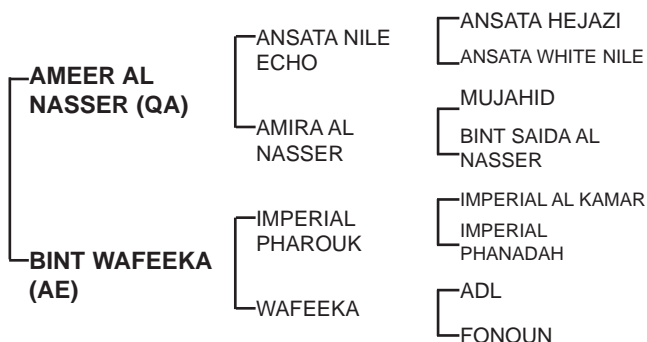 AMEER AL
NASSER (QA)
ANSATA NILE
ECHO
ANSATA HEJAZI
ANSATA WHITE NILE
AMIRA AL
NASSER
MUJAHID
BINT SAIDA AL
NASSER
BINT WAFEEKA
(AE)
IMPERIAL
PHAROUK
IMPERIAL AL KAMAR
IMPERIAL
PHANADAH
WAFEEKA
ADL
FONOUN